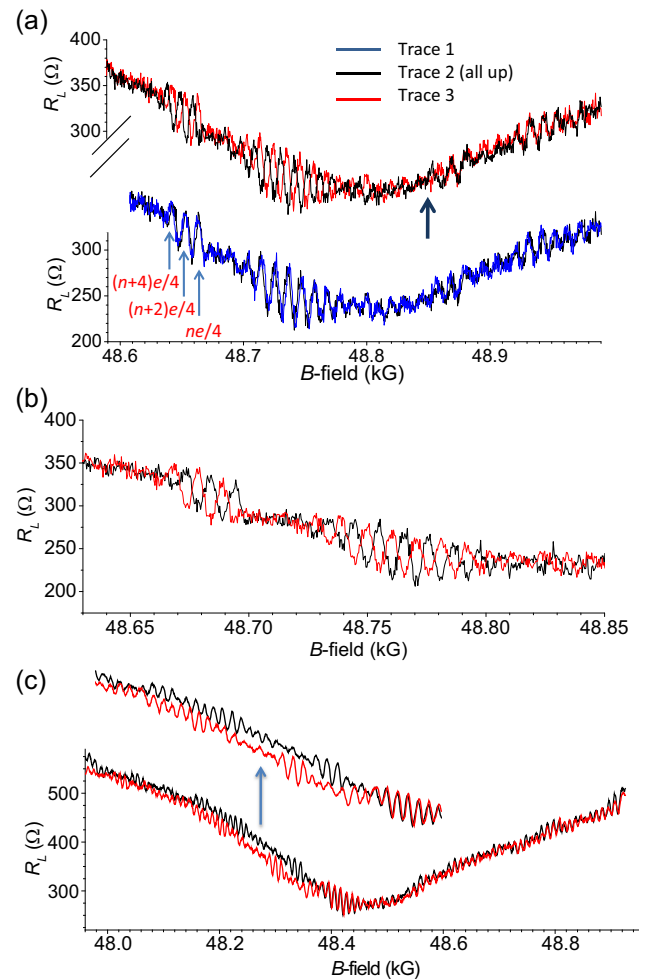 (a)
Trace 1
Trace 2 (all up)
Trace 3
R_L (Ω)
400
350
300
R_L (Ω)
300
250
200
(n+4)e/4
(n+2)e/4
ne/4
48.6 48.7 48.8 48.9
B-field (kG)
(b)
R_L (Ω)
400
350
300
250
200
48.65 48.70 48.75 48.80 48.85
B-field (kG)
(c)
R_L (Ω)
500
400
300
48.0 48.2 48.4 48.6 48.8
B-field (kG)